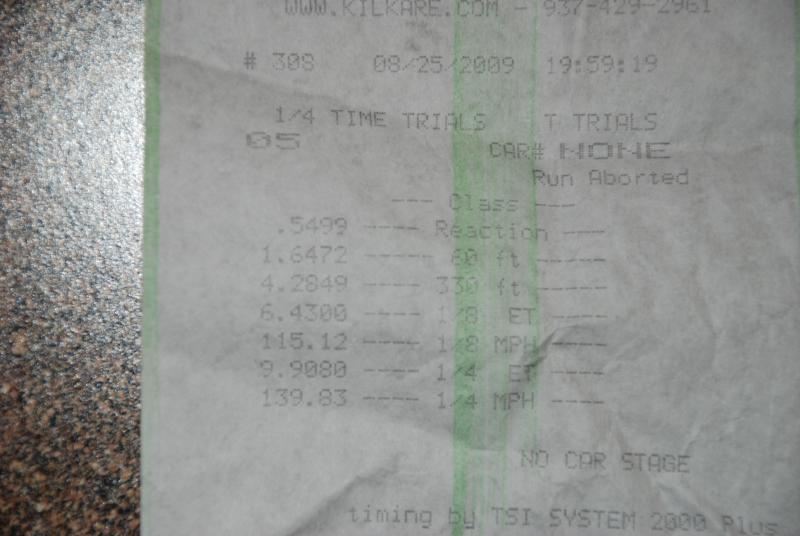 WWW.KILKARE.COM - 937-429-2961
# 308 08/25/2009 19:59:19
1/4 TIME TRIALS T TRIALS
05 CAR# NONE
Run Aborted
--- Class ---
.5499 ---- Reaction ---
1.6472 ----- 60 ft -----
4.2849 ---- 330 ft -----
6.4300 ---- 1/8 ET ----
115.12 ---- 1/8 MPH ----
9.9080 ---- 1/4 ET ----
139.83 ---- 1/4 MPH ----
NO CAR STAGE
timing by TSI SYSTEM 2000 Plus